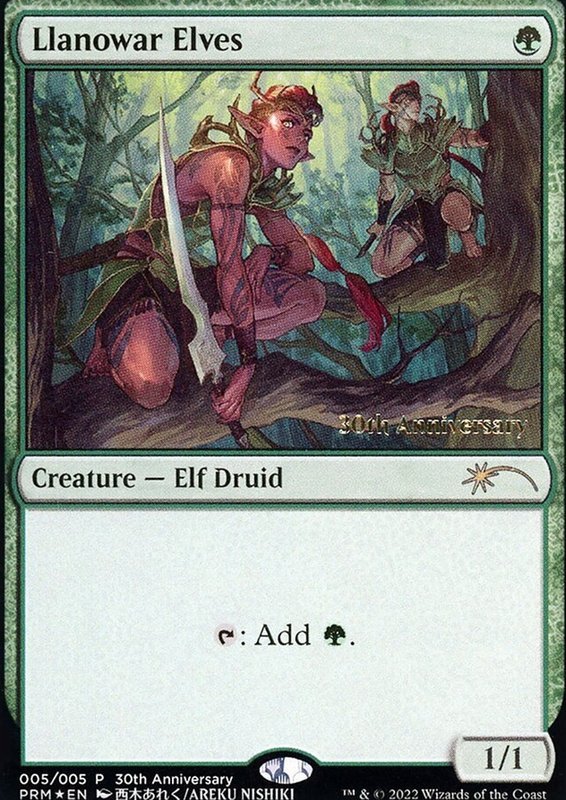 Llanowar Elves
30th Anniversary
Creature — Elf Druid
: Add .
1/1
005/005 P 30th Anniversary
PRM★EN 西木あれく/AREKU NISHIKI
™ & © 2022 Wizards of the Coast